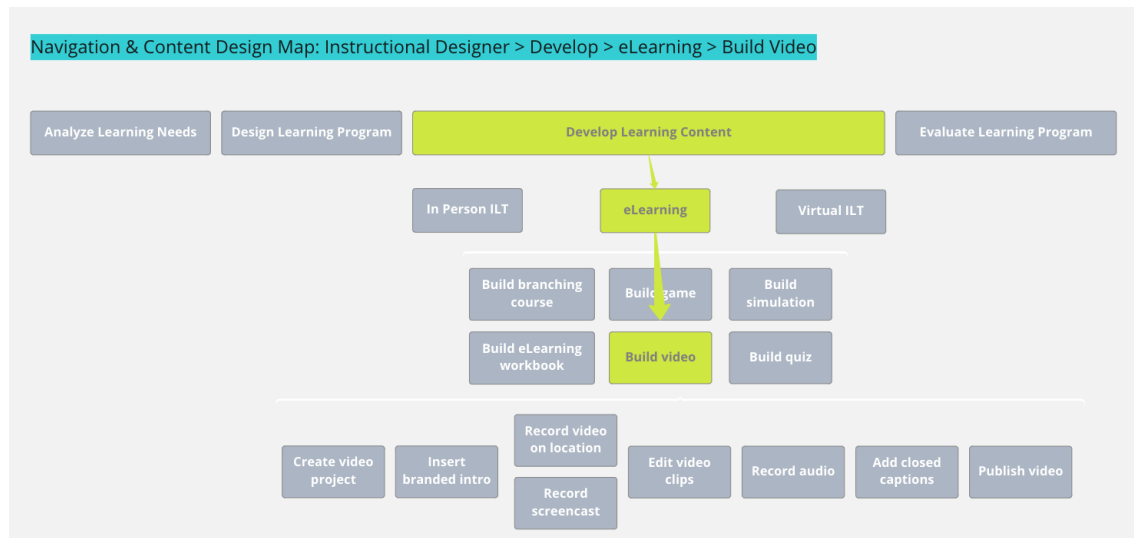 Navigation & Content Design Map: Instructional Designer > Develop > eLearning > Build Video
Analyze Learning Needs
Design Learning Program
Develop Learning Content
Evaluate Learning Program
In Person ILT
eLearning
Virtual ILT
Build branching
course
Build game
Build
simulation
Build eLearning
workbook
Build video
Build quiz
Create video
project
Insert
branded intro
Record video
on location
Record
screencast
Edit video
clips
Record audio
Add closed
captions
Publish video